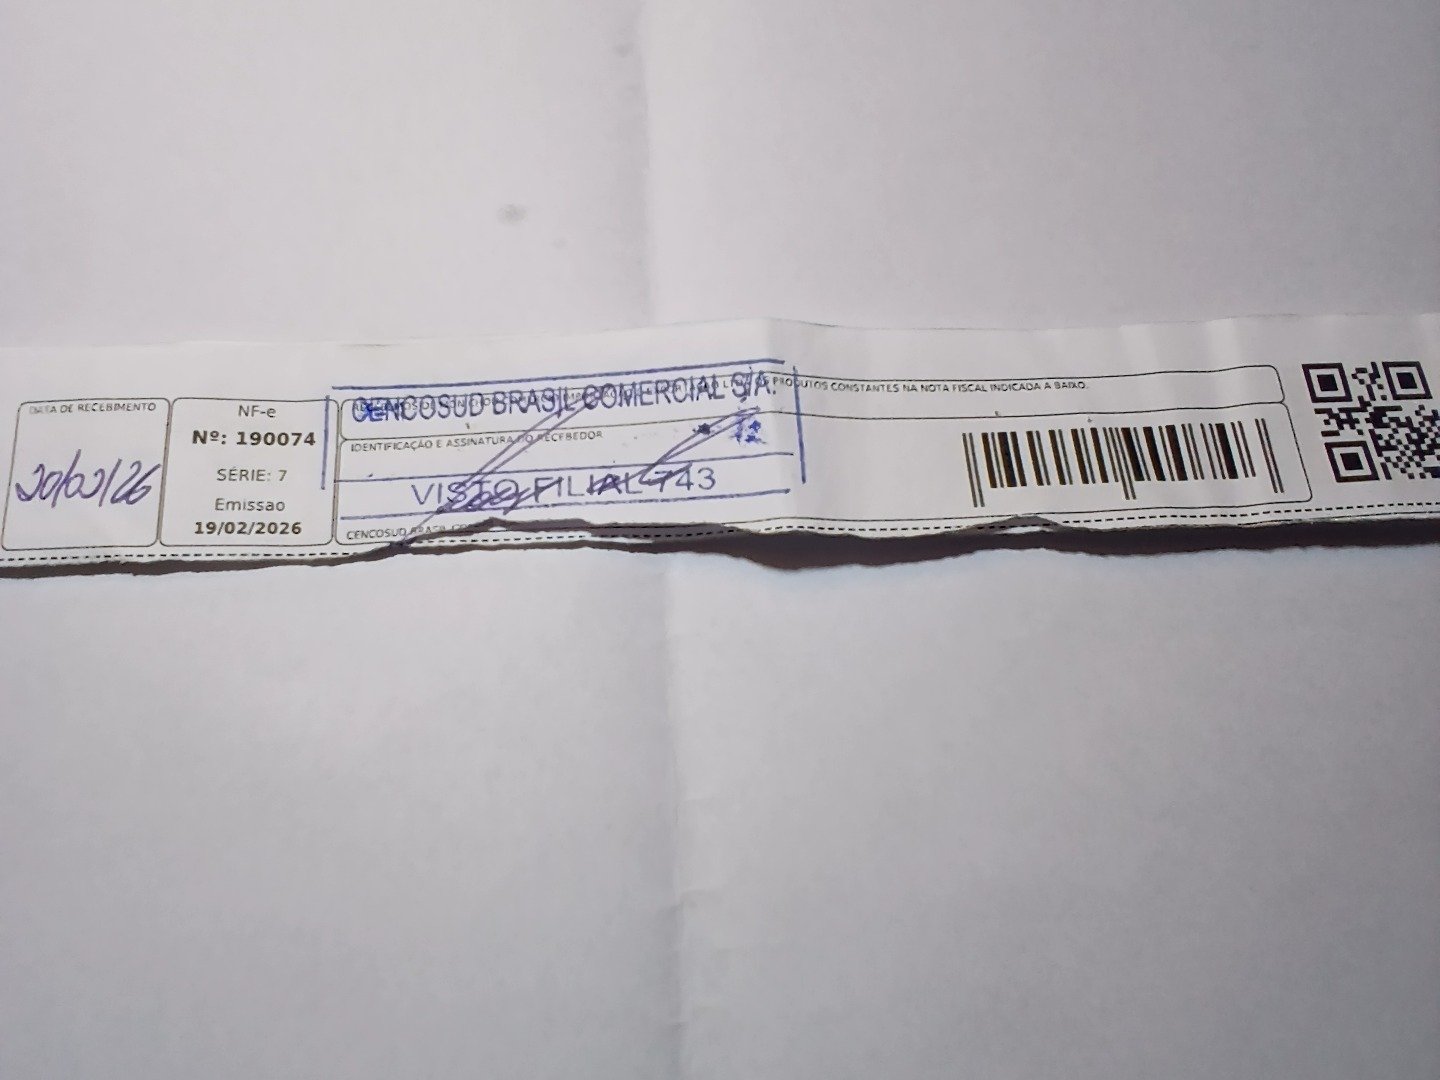 DATA DE RECEBIMENTO
20/02/26
NF-e
Nº: 190074
SÉRIE: 7
Emissao
19/02/2026
CENCOSUD BRASIL COMERCIAL S/A.
PRODUTOS CONSTANTES NA NOTA FISCAL INDICADA A BAIXO.
IDENTIFICAÇÃO E ASSINATURA DO RECEBEDOR
VISTO FILIAL 743
CENCOSUD BRASIL